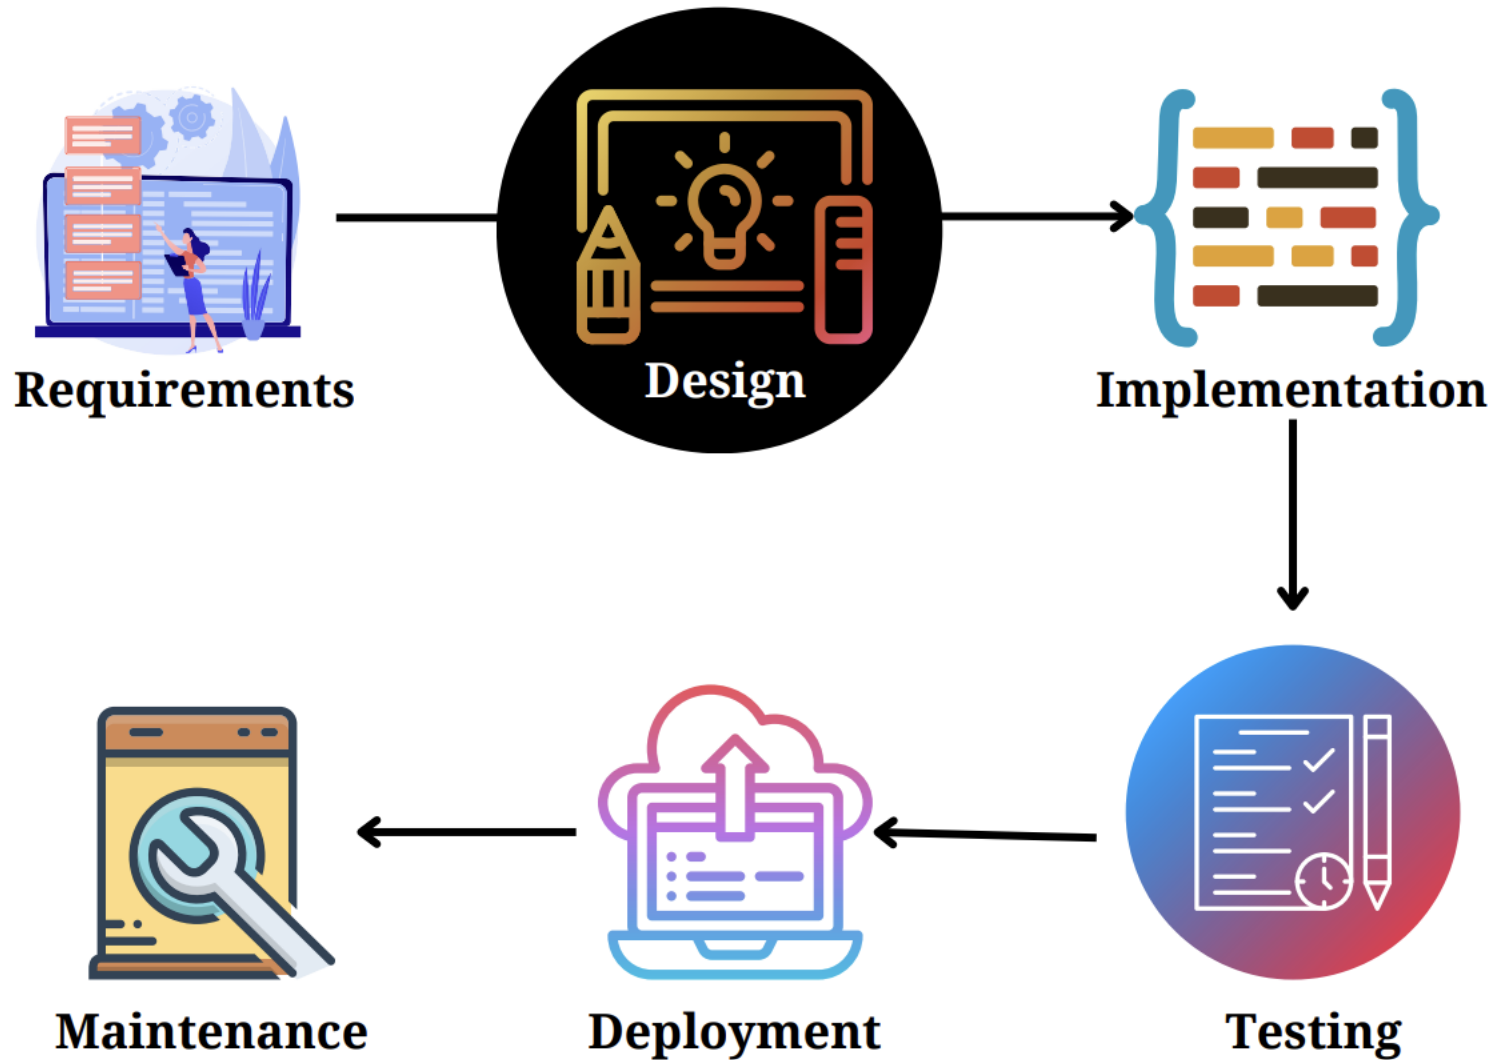 Requirements
Design
Implementation
Testing
Deployment
Maintenance